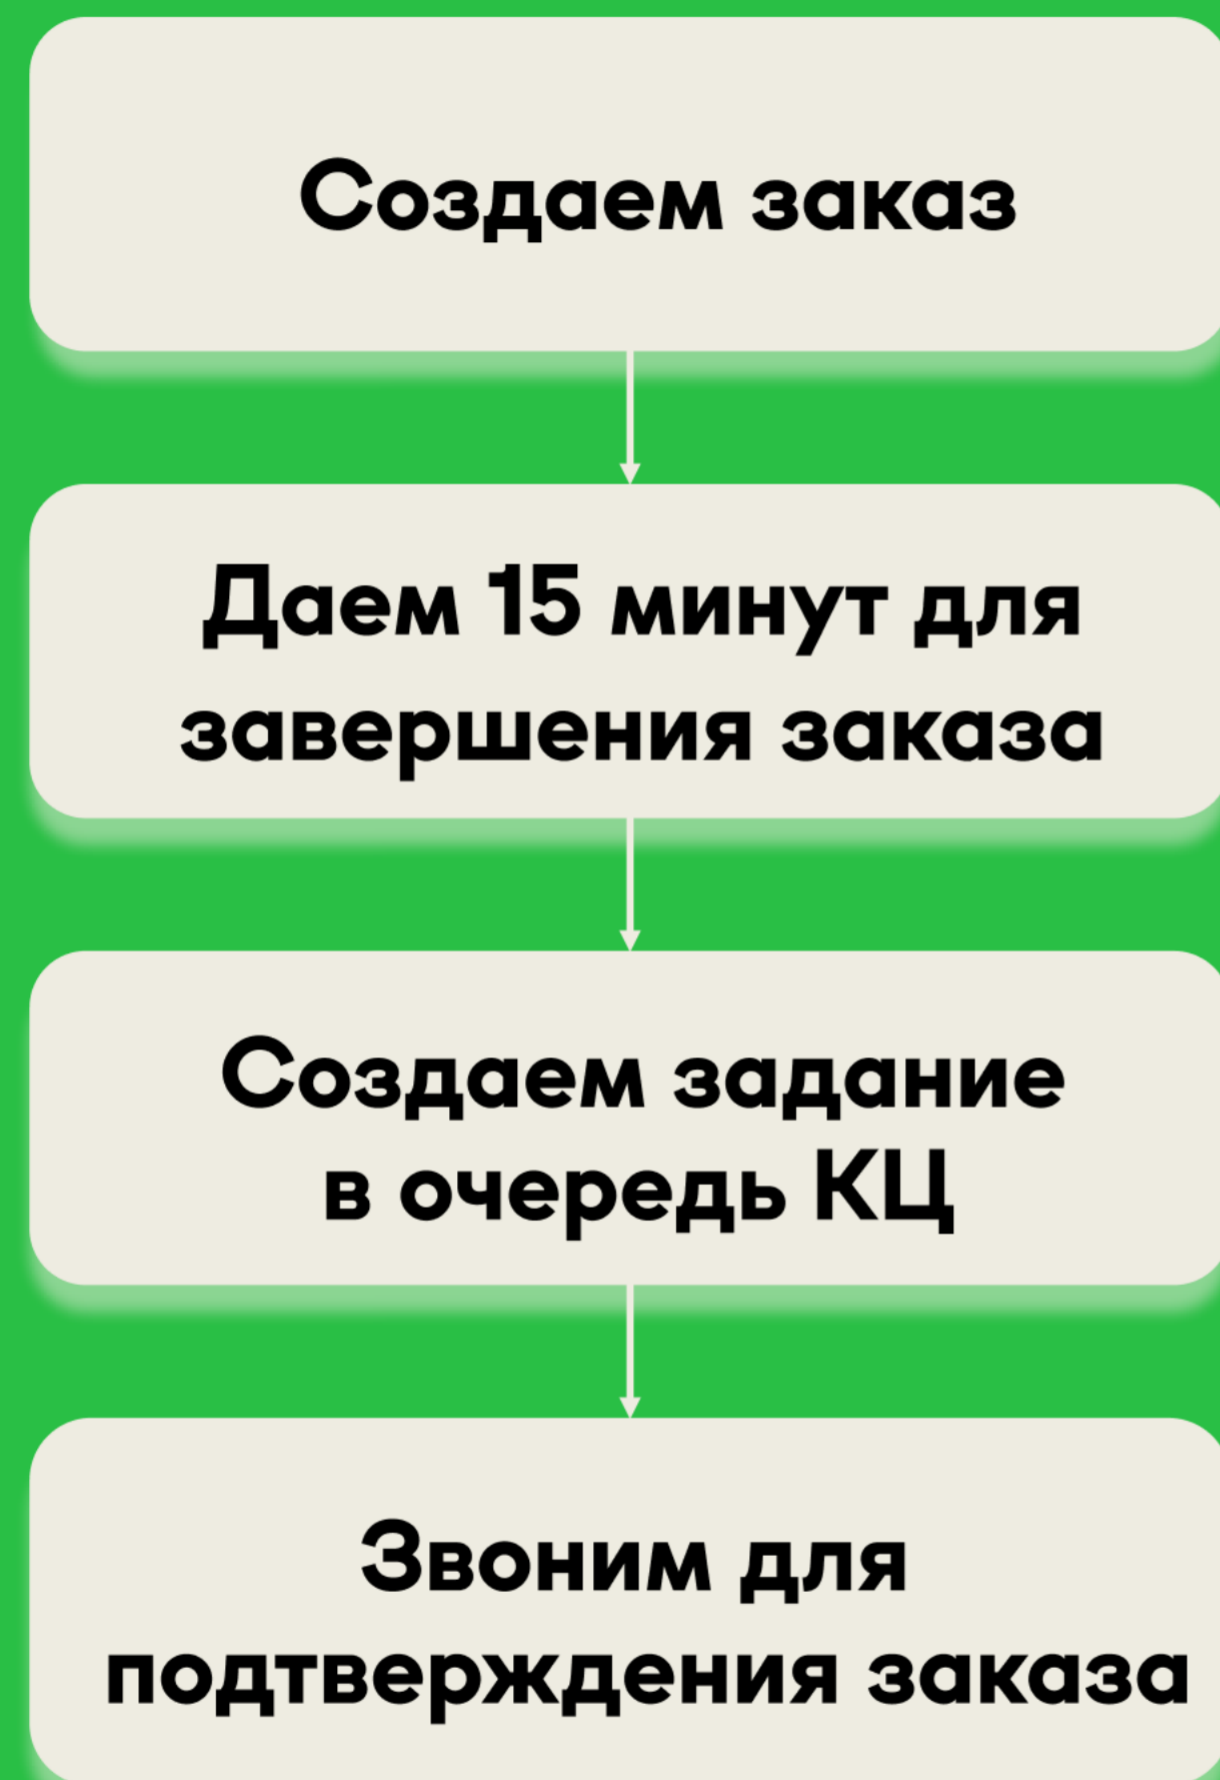 Создаем заказ
Даем 15 минут для
завершения заказа
Создаем задание
в очередь КЦ
Звоним для
подтверждения заказа